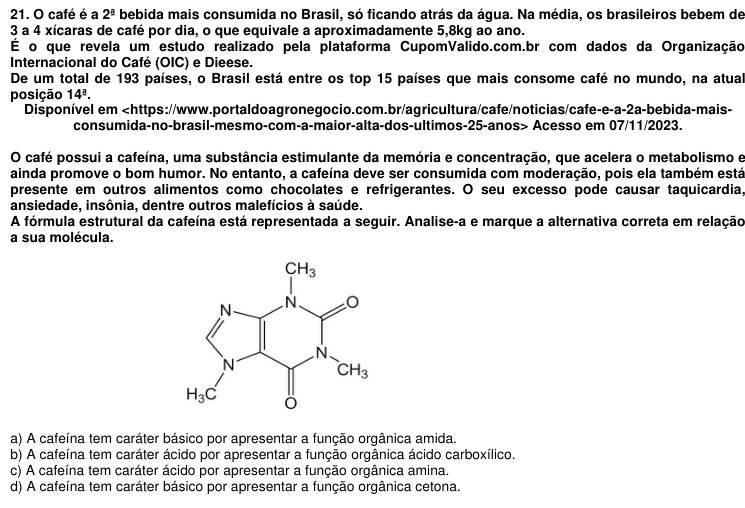 21. O café é a 2ª bebida mais consumida no Brasil, só ficando atrás da água. Na média, os brasileiros bebem de
3 a 4 xícaras de café por dia, o que equivale a aproximadamente 5,8kg ao ano.
É o que revela um estudo realizado pela plataforma CupomValido.com.br com dados da Organização
Internacional do Café (OIC) e Dieese.
De um total de 193 países, o Brasil está entre os top 15 países que mais consome café no mundo, na atual
posição 14ª.
Disponível em <https://www.portaldoagronegocio.com.br/agricultura/cafe/noticias/cafe-e-a-2a-bebida-mais-
consumida-no-brasil-mesmo-com-a-maior-alta-dos-ultimos-25-anos> Acesso em 07/11/2023.
O café possui a cafeína, uma substância estimulante da memória e concentração, que acelera o metabolismo e
ainda promove o bom humor. No entanto, a cafeína deve ser consumida com moderação, pois ela também está
presente em outros alimentos como chocolates e refrigerantes. O seu excesso pode causar taquicardia,
ansiedade, insônia, dentre outros malefícios à saúde.
A fórmula estrutural da cafeína está representada a seguir. Analise-a e marque a alternativa correta em relação
a sua molécula.
CH₃
N
N
O
N
N
CH₃
H₃C
O
a) A cafeína tem caráter básico por apresentar a função orgânica amida.
b) A cafeína tem caráter ácido por apresentar a função orgânica ácido carboxílico.
c) A cafeína tem caráter ácido por apresentar a função orgânica amina.
d) A cafeína tem caráter básico por apresentar a função orgânica cetona.